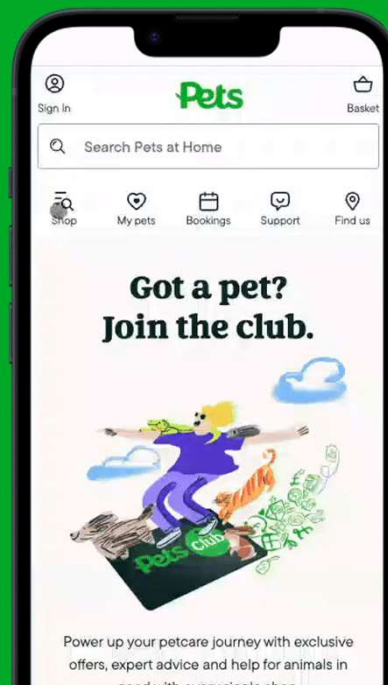 Pets
Sign In
Basket
Search Pets at Home
Shop
My pets
Bookings
Support
Find us
Got a pet?
Join the club.
Pets Club
Power up your petcare journey with exclusive
offers, expert advice and help for animals in